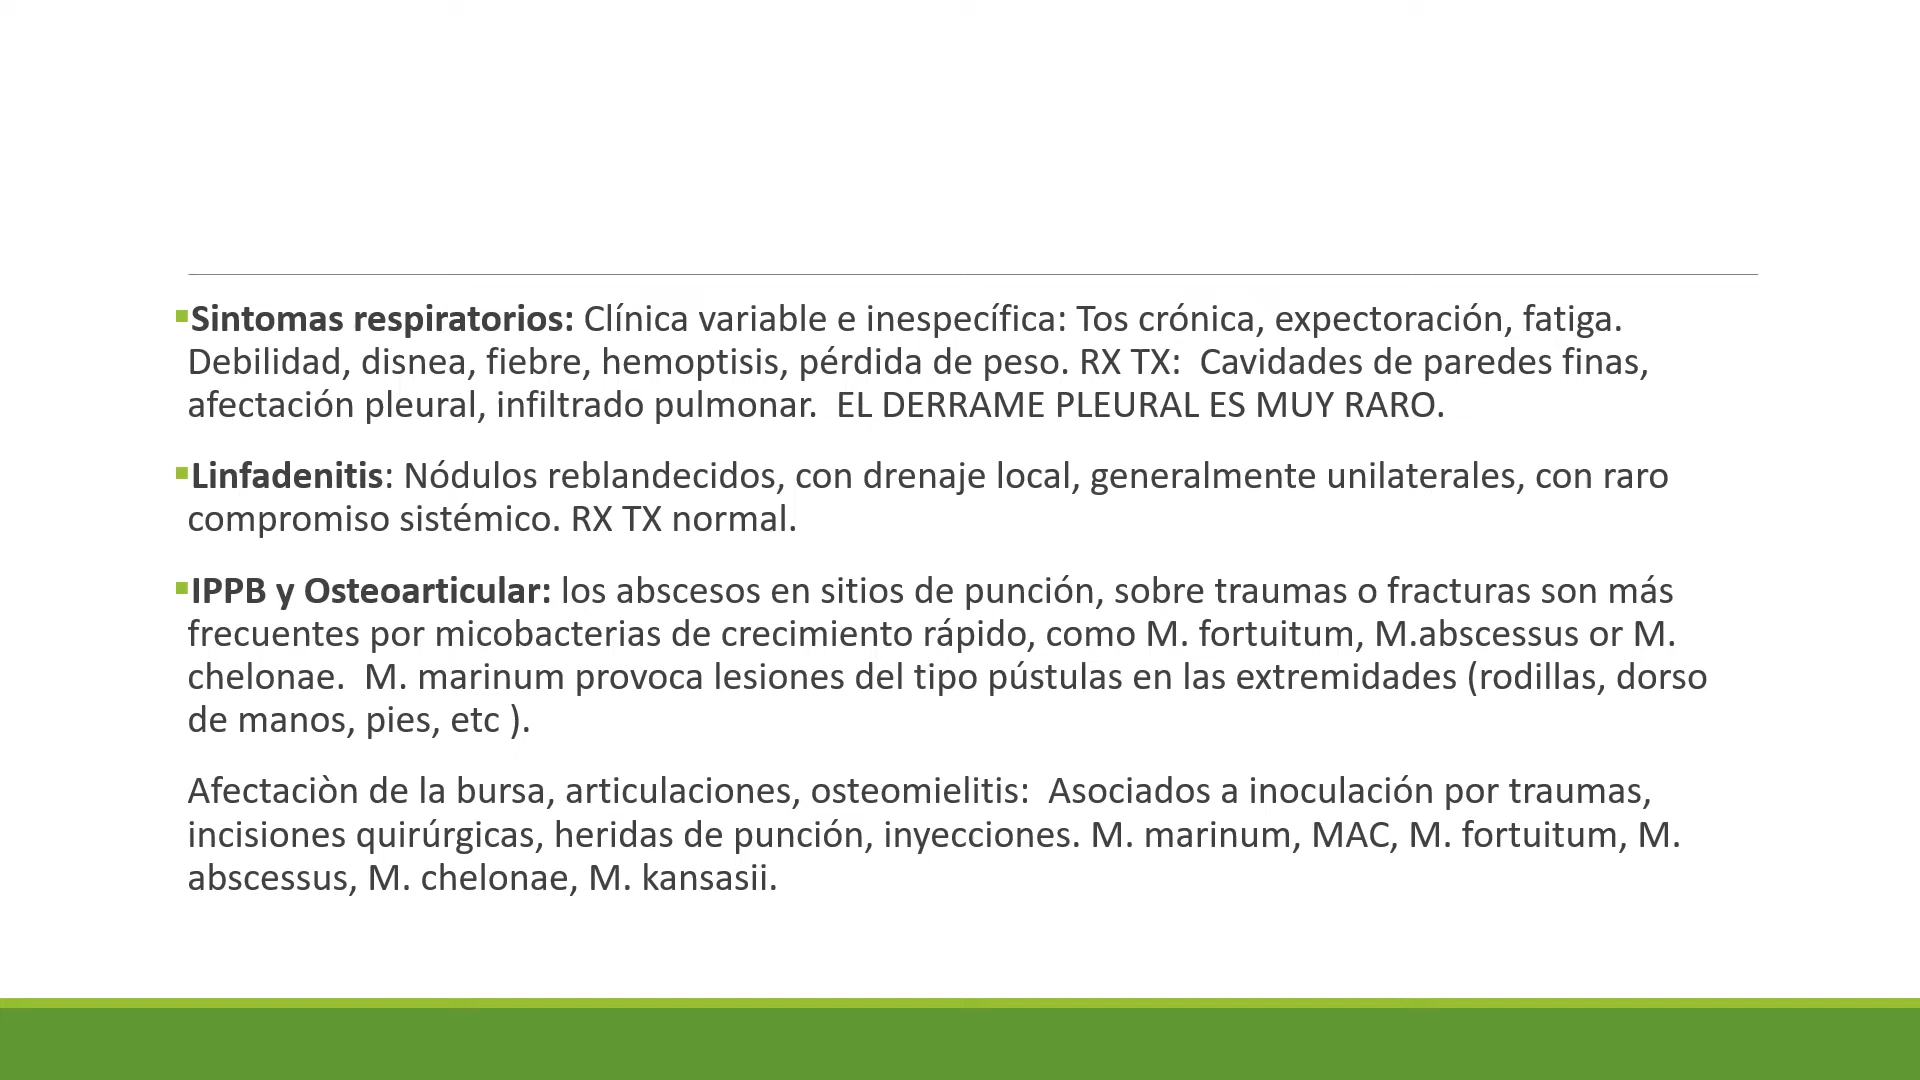 ▪Sintomas respiratorios: Clínica variable e inespecífica: Tos crónica, expectoración, fatiga.
Debilidad, disnea, fiebre, hemoptisis, pérdida de peso. RX TX:  Cavidades de paredes finas,
afectación pleural, infiltrado pulmonar.  EL DERRAME PLEURAL ES MUY RARO.
▪Linfadenitis: Nódulos reblandecidos, con drenaje local, generalmente unilaterales, con raro
compromiso sistémico. RX TX normal.
▪IPPB y Osteoarticular: los abscesos en sitios de punción, sobre traumas o fracturas son más
frecuentes por micobacterias de crecimiento rápido, como M. fortuitum, M.abscessus or M.
chelonae.  M. marinum provoca lesiones del tipo pústulas en las extremidades (rodillas, dorso
de manos, pies, etc ).
Afectaciòn de la bursa, articulaciones, osteomielitis:  Asociados a inoculación por traumas,
incisiones quirúrgicas, heridas de punción, inyecciones. M. marinum, MAC, M. fortuitum, M.
abscessus, M. chelonae, M. kansasii.